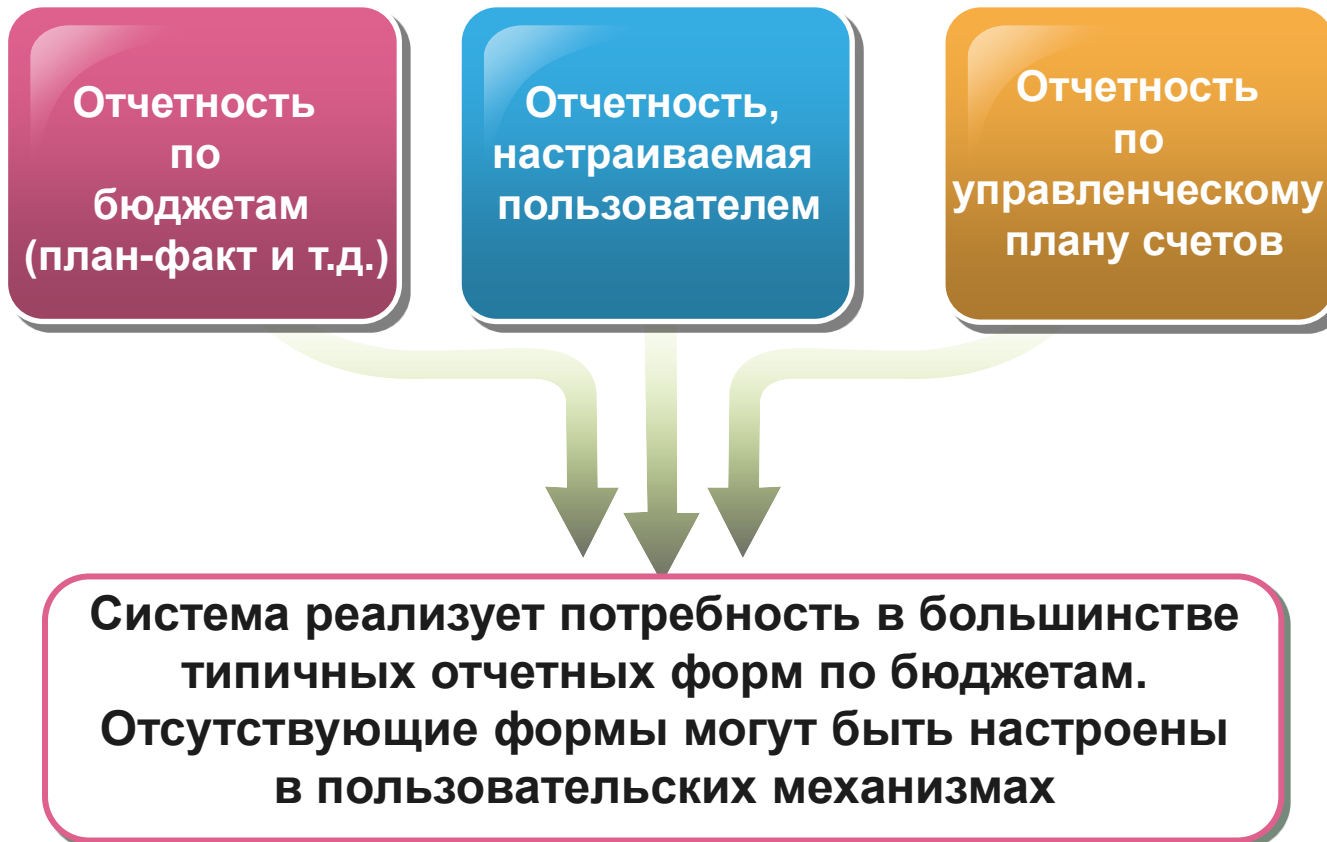 Отчетность
по
бюджетам
(план-факт и т.д.)
Отчетность,
настраиваемая
пользователем
Отчетность
по
управленческому
плану счетов
Система реализует потребность в большинстве
типичных отчетных форм по бюджетам.
Отсутствующие формы могут быть настроены
в пользовательских механизмах